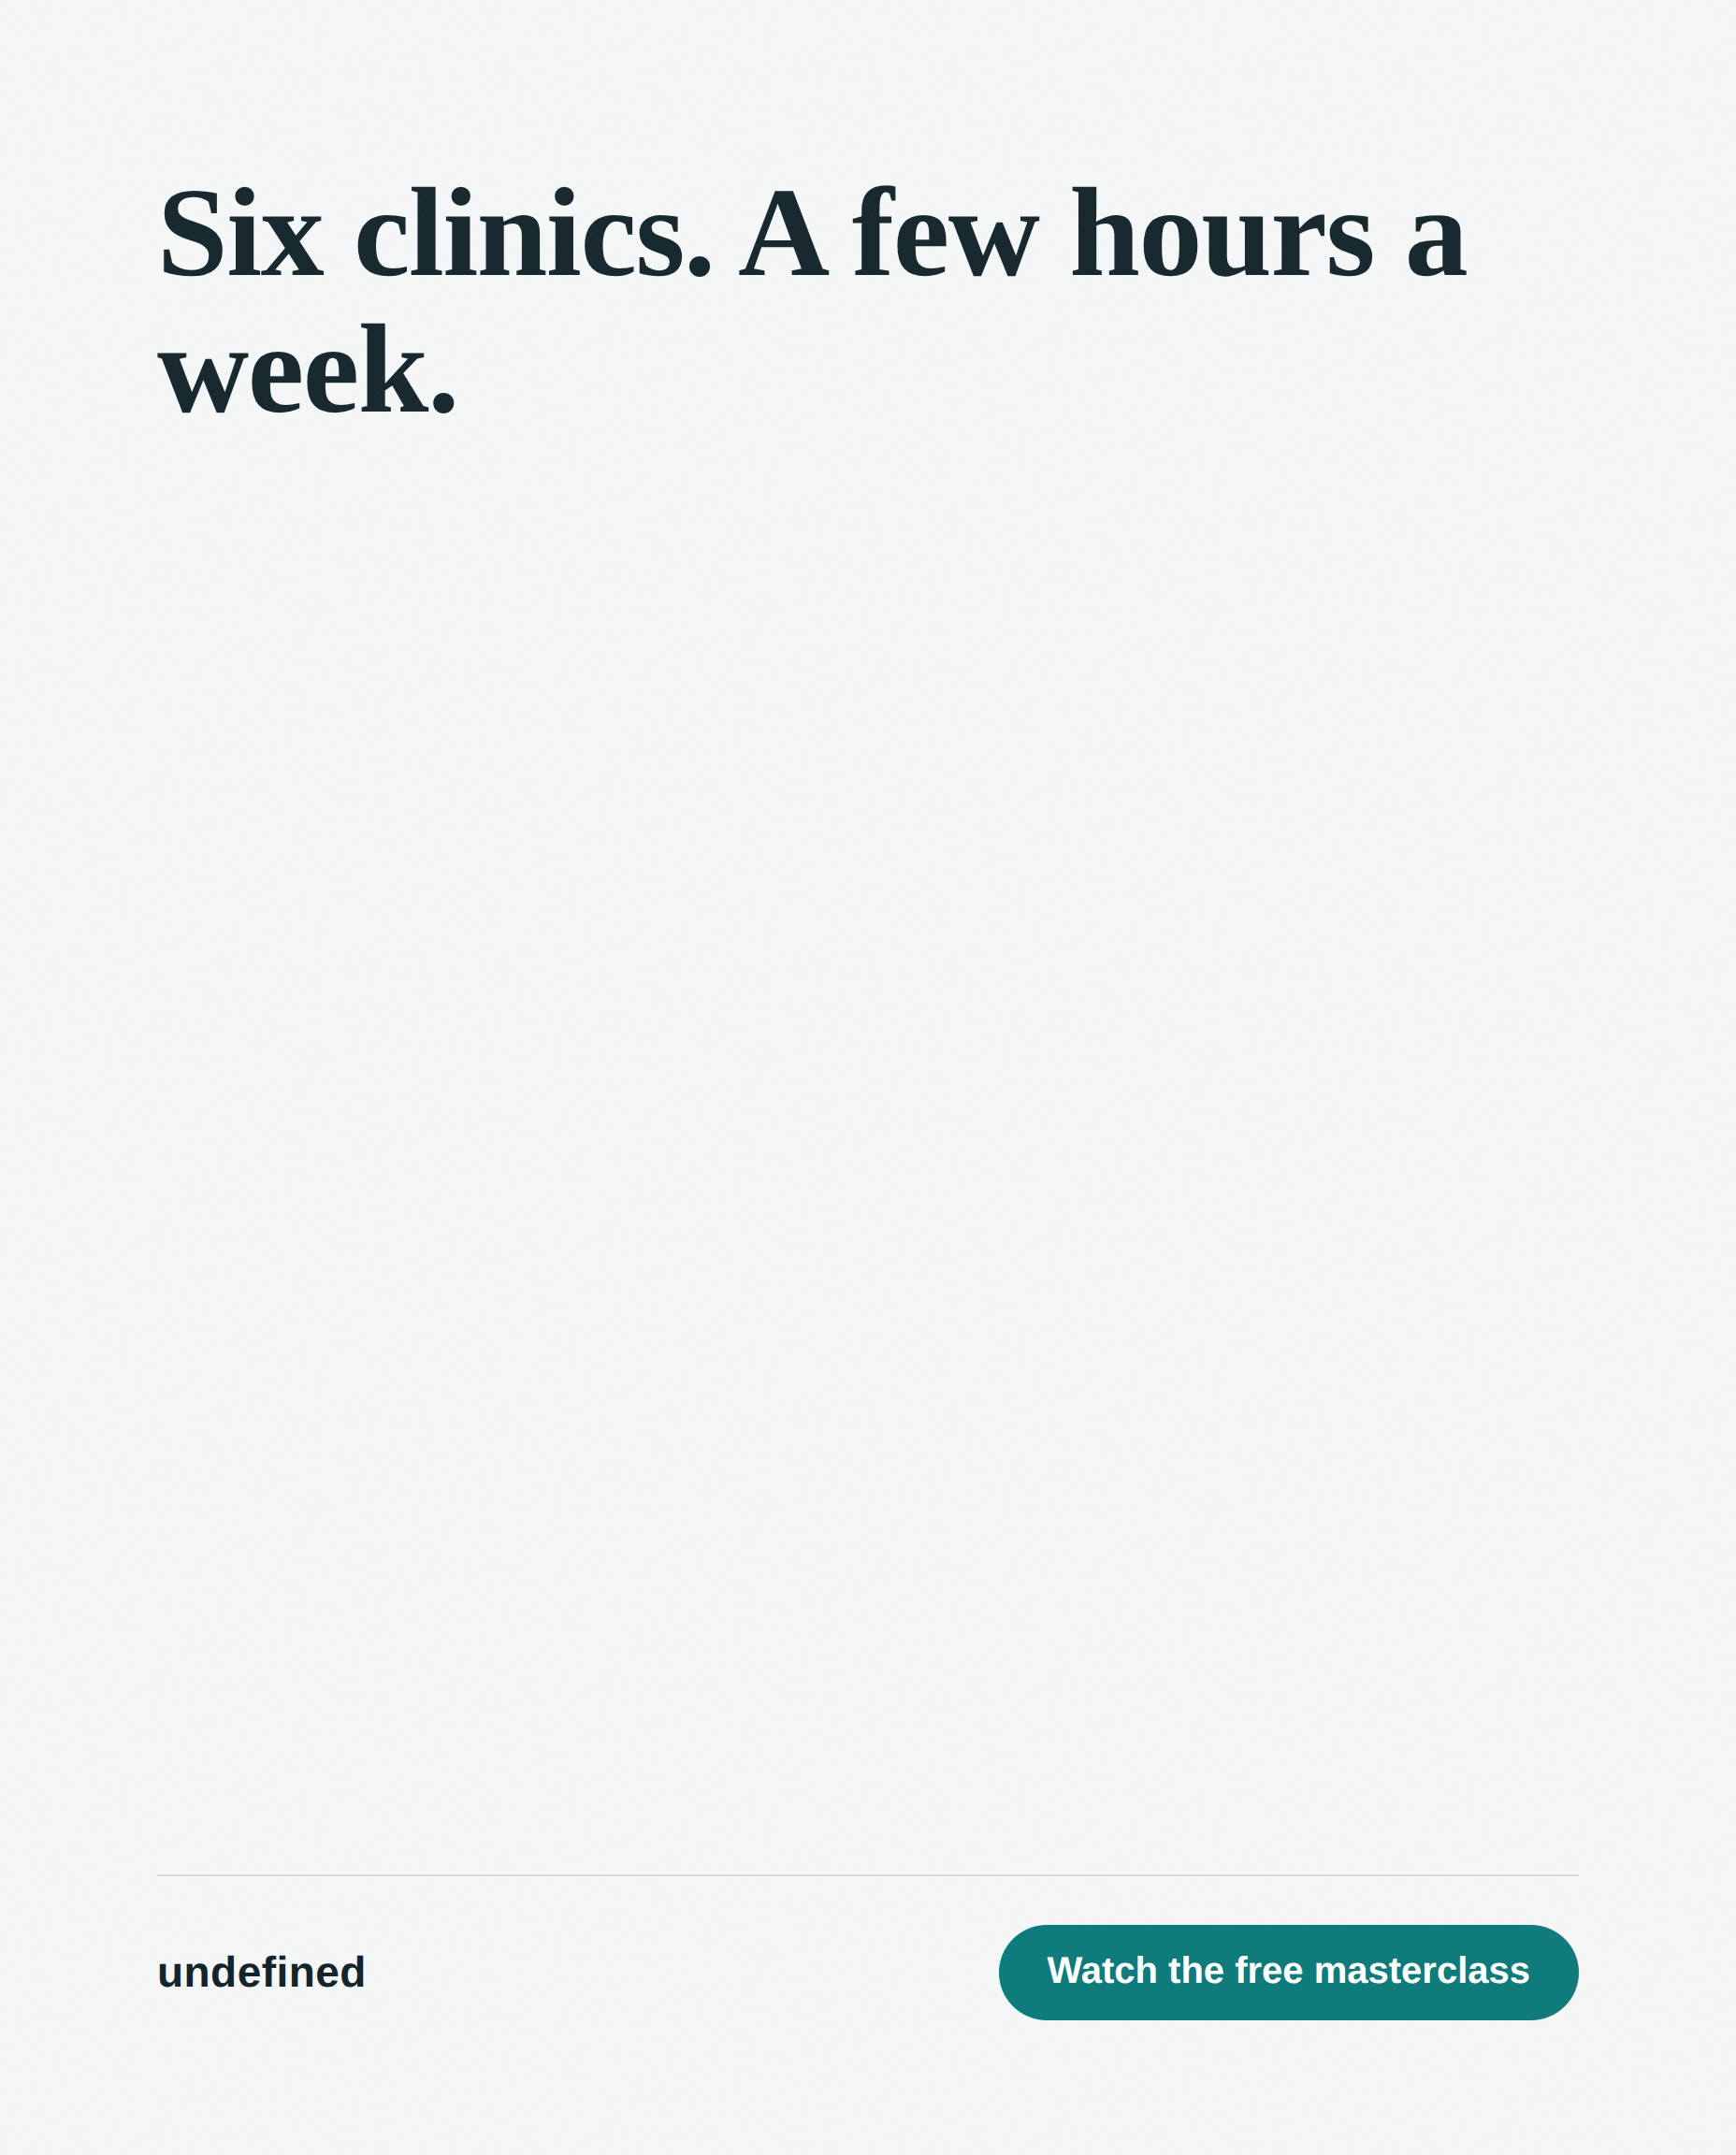 Six clinics. A few hours a
week.
undefined
Watch the free masterclass